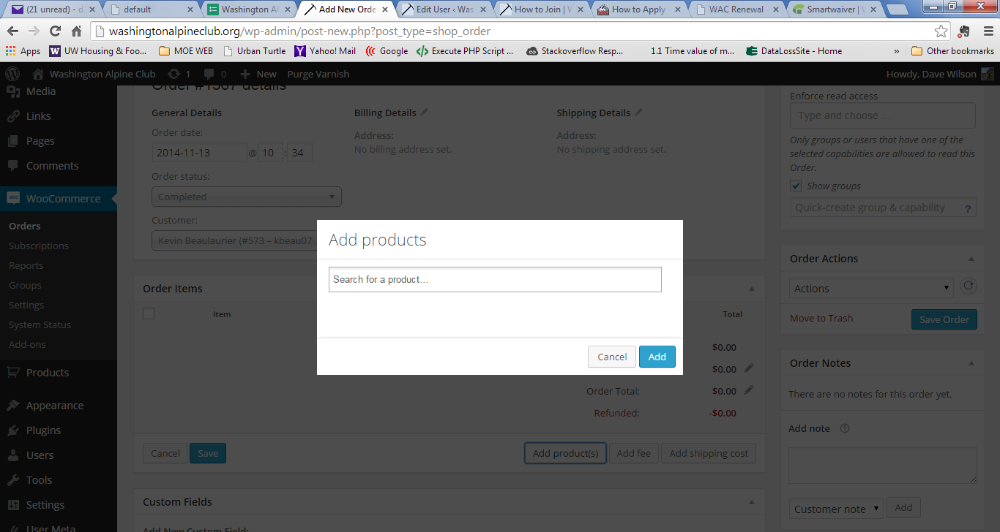 (21 unread) - d
default
Washington Al
Add New Orde
Edit User ‹ Was
How to Join | W
How to Apply
WAC Renewal
Smartwaiver | W
washingtonalpineclub.org/wp-admin/post-new.php?post_type=shop_order
Apps
UW Housing & Foo...
MOE WEB
Urban Turtle
Yahoo! Mail
Google
Execute PHP Script ...
Stackoverflow Resp...
1.1 Time value of m...
DataLossSite - Home
»
Other bookmarks
Washington Alpine Club
1
0
New
Purge Varnish
Howdy, Dave Wilson
Media
Links
Pages
Comments
WooCommerce
Orders
Subscriptions
Reports
Groups
Settings
System Status
Add-ons
Products
Appearance
Plugins
Users
Tools
Settings
User Meta
Order #1567 details
General Details
Order date:
2014-11-13 @ 10 : 34
Order status:
Completed
Customer:
Kevin Beaulaurier (#573 – kbeau07...
Billing Details
Address:
No billing address set.
Shipping Details
Address:
No shipping address set.
Add products
Search for a product...
Cancel
Add
Order Items
Item
Total
$0.00
$0.00
Order Total: $0.00
Refunded: -$0.00
Cancel
Save
Add product(s)
Add fee
Add shipping cost
Custom Fields
Add New Custom Field:
Enforce read access
Type and choose ...
Only groups or users that have one of the
selected capabilities are allowed to read this
Order.
Show groups
Quick-create group & capability ?
Order Actions
Actions
Move to Trash
Save Order
Order Notes
There are no notes for this order yet.
Add note ?
Customer note
Add